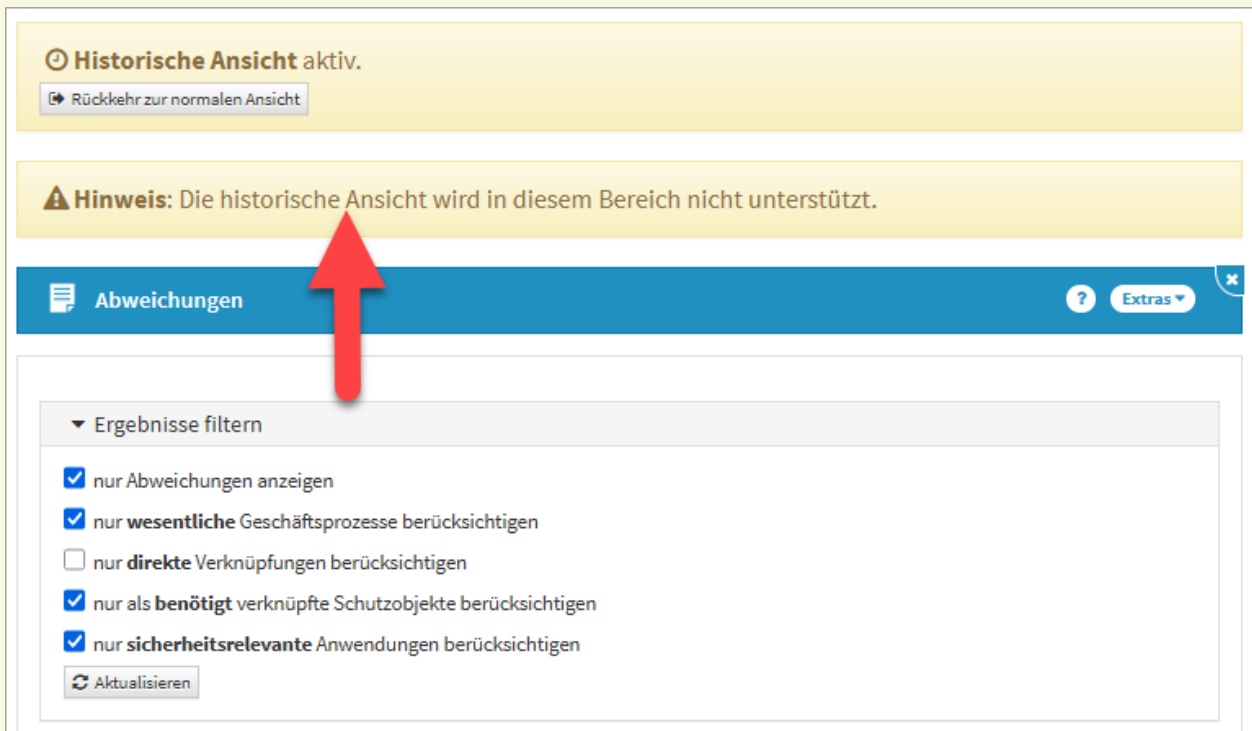 Historische Ansicht aktiv.
Rückkehr zur normalen Ansicht
Hinweis: Die historische Ansicht wird in diesem Bereich nicht unterstützt.
Abweichungen ? Extras
Ergebnisse filtern
nur Abweichungen anzeigen
nur wesentliche Geschäftsprozesse berücksichtigen
nur direkte Verknüpfungen berücksichtigen
nur als benötigt verknüpfte Schutzobjekte berücksichtigen
nur sicherheitsrelevante Anwendungen berücksichtigen
Aktualisieren